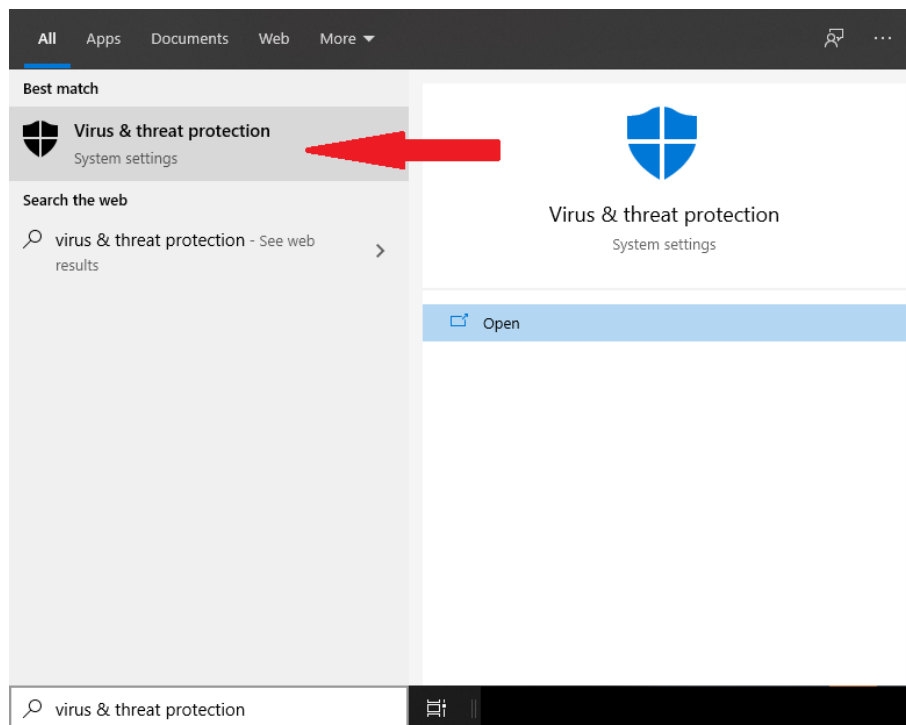 All Apps Documents Web More
Best match
Virus & threat protection
System settings
Search the web
virus & threat protection - See web
results
Virus & threat protection
System settings
Open
virus & threat protection